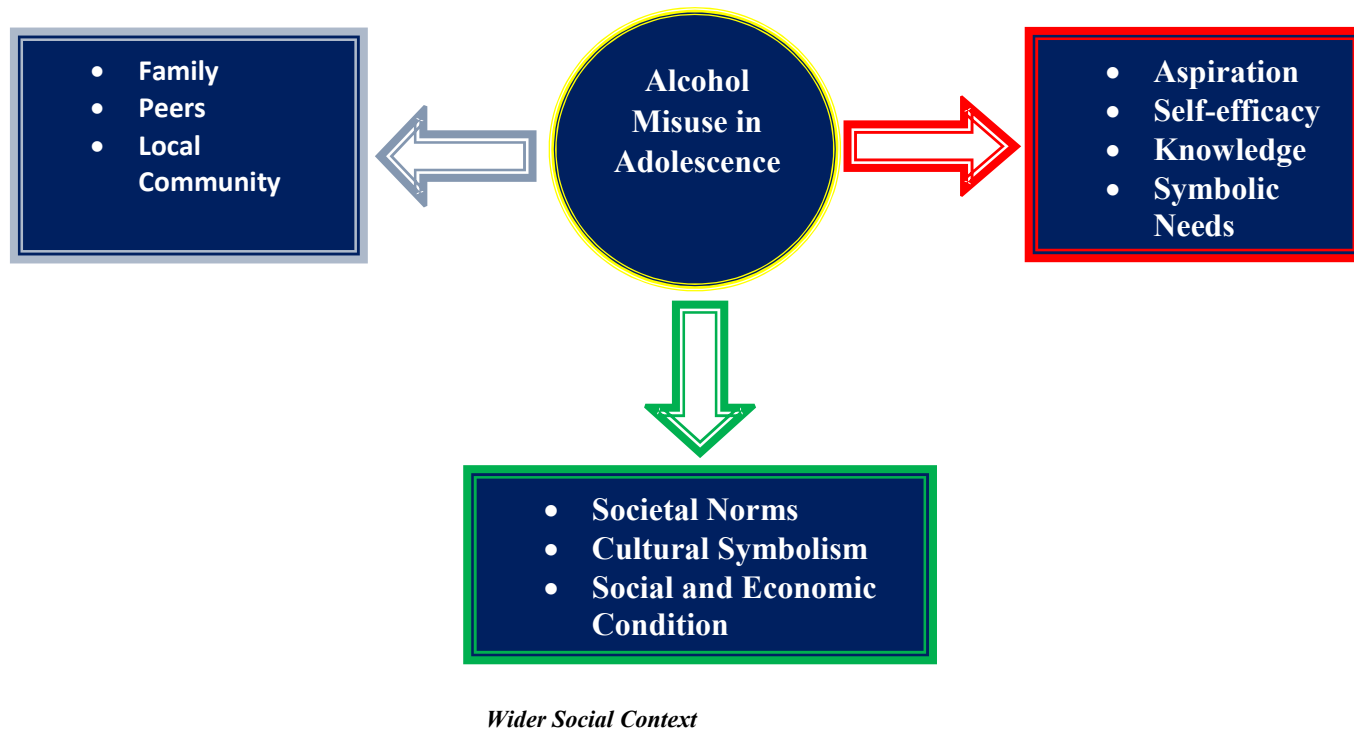 • Family
• Peers
• Local
Community
Alcohol
Misuse in
Adolescence
• Aspiration
• Self-efficacy
• Knowledge
• Symbolic
Needs
• Societal Norms
• Cultural Symbolism
• Social and Economic
Condition
Wider Social Context